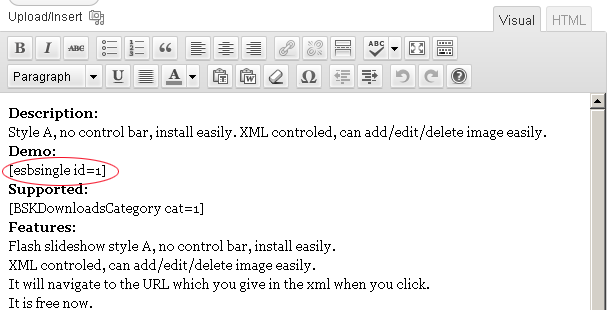 Upload/Insert
Visual
HTML
B I ABC ABC
Paragraph U A T W Ω ?
Description:
Style A, no control bar, install easily. XML controled, can add/edit/delete image easily.
Demo:
[esbsingle id=1]
Supported:
[BSKDownloadsCategory cat=1]
Features:
Flash slideshow style A, no control bar, install easily.
XML controled, can add/edit/delete image easily.
It will navigate to the URL which you give in the xml when you click.
It is free now.